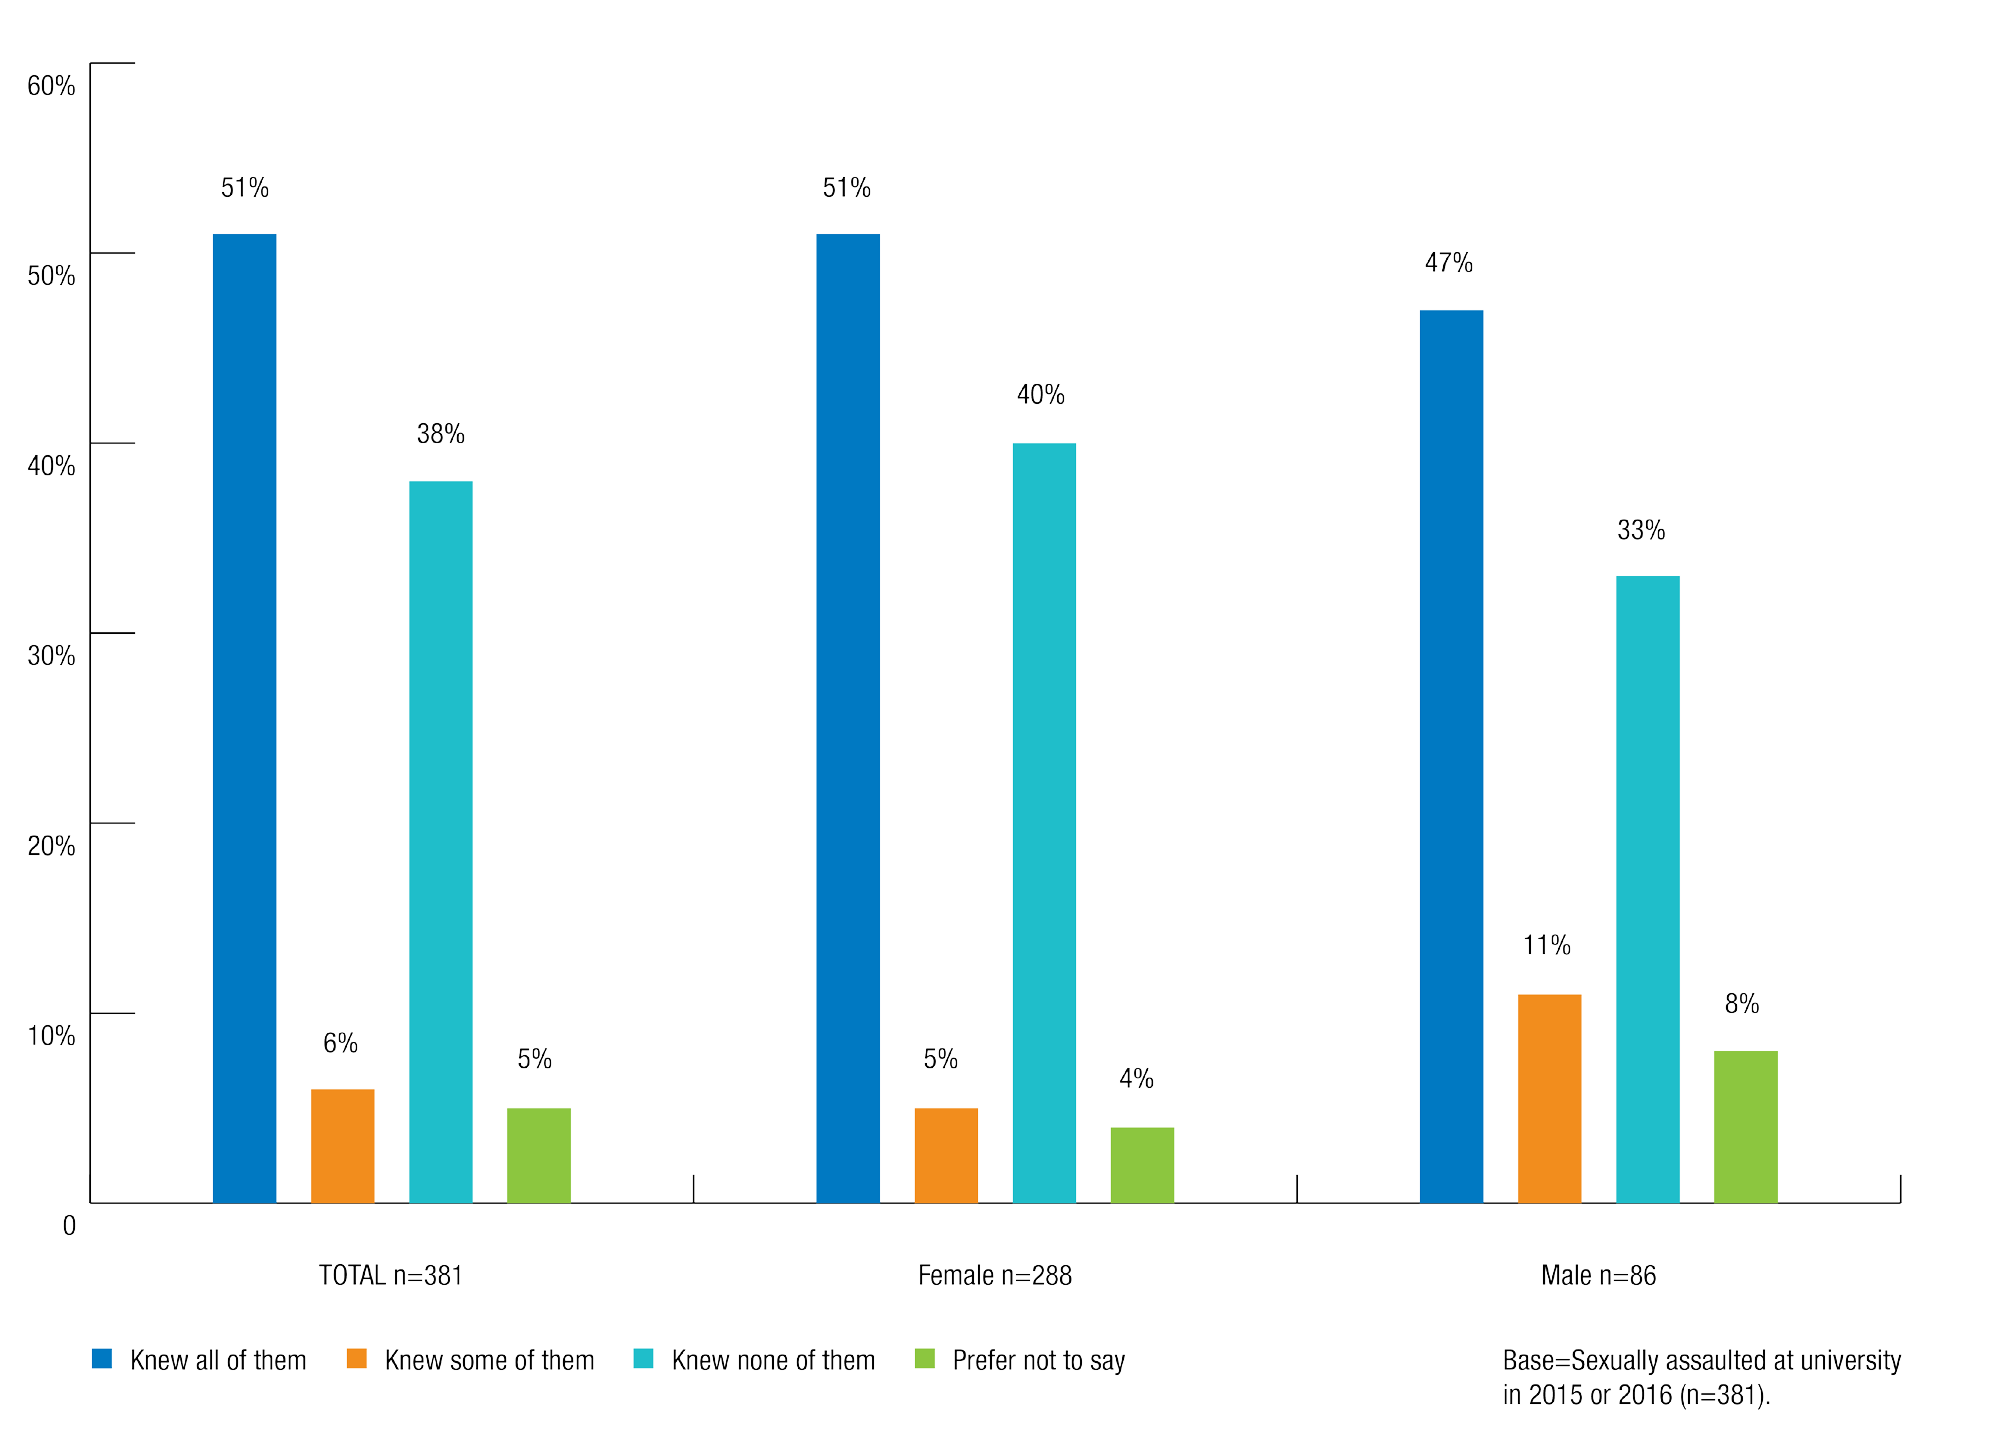 60%
50%
40%
30%
20%
10%
0
51%
6%
38%
5%
51%
5%
40%
4%
47%
11%
33%
8%
TOTAL n=381
Female n=288
Male n=86
Knew all of them
Knew some of them
Knew none of them
Prefer not to say
Base=Sexually assaulted at university
in 2015 or 2016 (n=381).